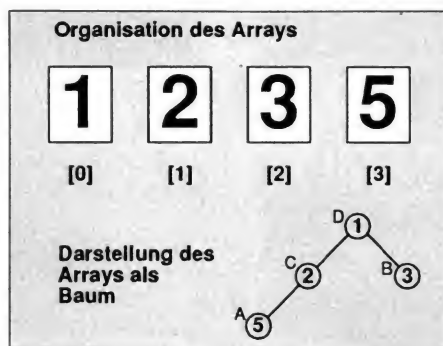 Organisation des Arrays
1 2 3 5
[0] [1] [2] [3]
Darstellung des
Arrays als
Baum
D 1
C 2 B 3
A 5